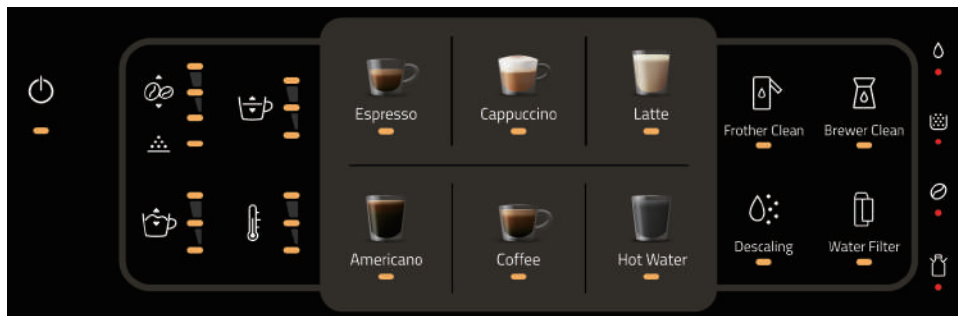 Espresso
Cappuccino
Latte
Americano
Coffee
Hot Water
Frother Clean
Brewer Clean
Descaling
Water Filter